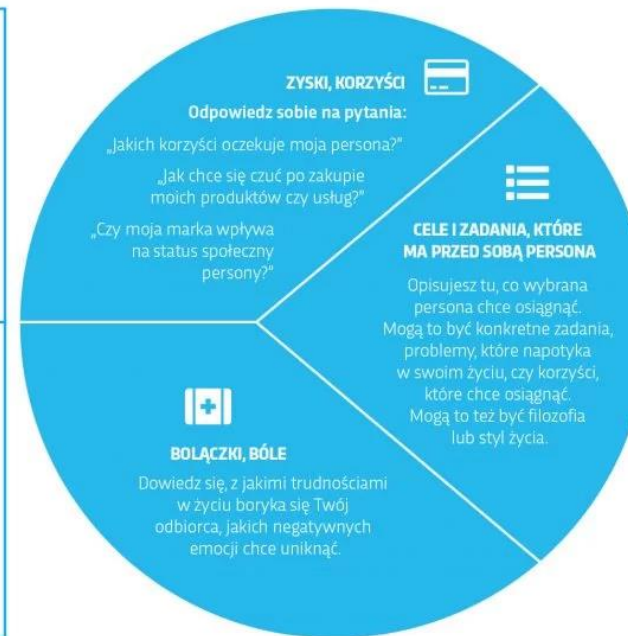 ZYSKI, KORZYŚCI
Odpowiedz sobie na pytania:
„Jakich korzyści oczekuje moja persona?”
„Jak chce się czuć po zakupie
moich produktów czy usług?”
„Czy moja marka wpływa
na status społeczny
persony?”
CELE I ZADANIA, KTÓRE
MA PRZED SOBĄ PERSONA
Opisujesz tu, co wybrana
persona chce osiągnąć.
Mogą to być konkretne zadania,
problemy, które napotyka
w swoim życiu, czy korzyści,
które chce osiągnąć.
Mogą to też być filozofia
lub styl życia.
BOLĄCZKI, BÓLE
Dowiedz się, z jakimi trudnościami
w życiu boryka się Twój
odbiorca, jakich negatywnych
emocji chce uniknąć.